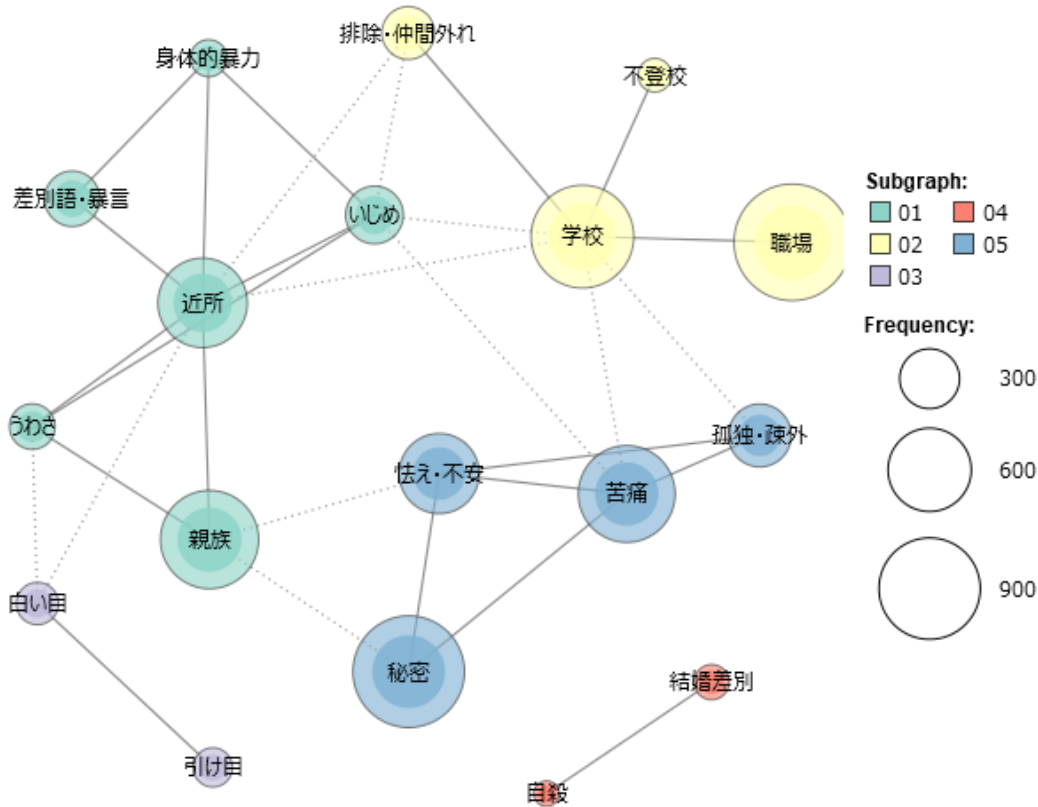 排除・仲間外れ
身体的暴力
不登校
差別語・暴言
いじめ
学校
職場
近所
うわさ
孤独・疎外
怯え・不安
苦痛
親族
白い目
秘密
結婚差別
引け目
自殺
Subgraph:
01 04
02 05
03
Frequency:
300
600
900